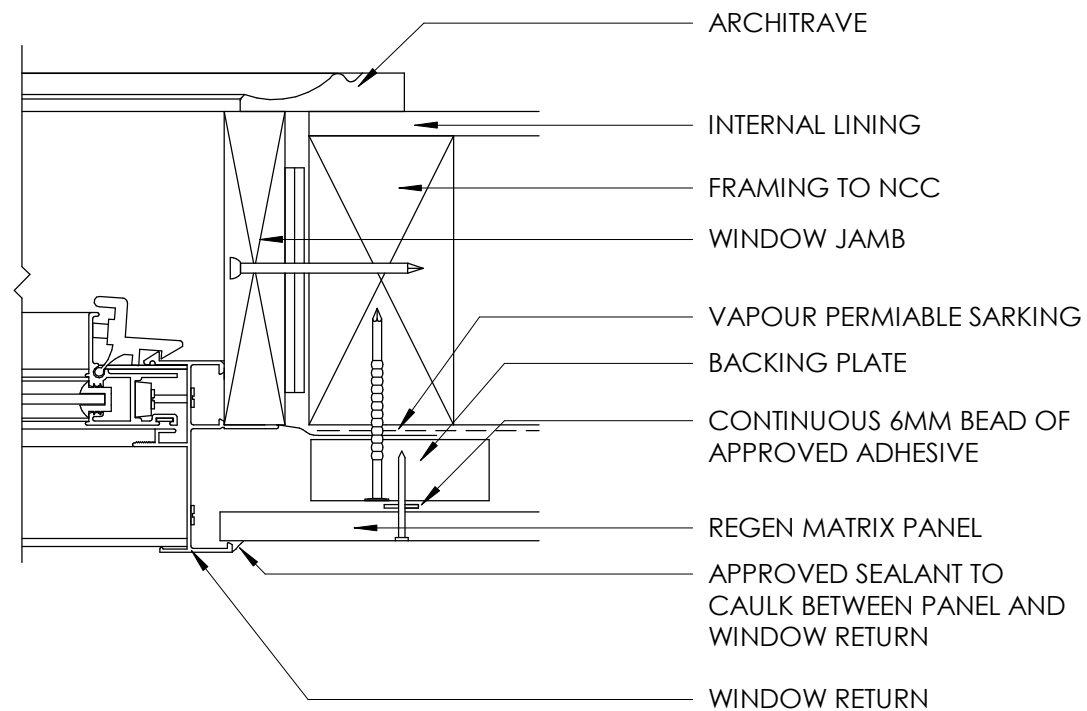 ARCHITRAVE
INTERNAL LINING
FRAMING TO NCC
WINDOW JAMB
VAPOUR PERMIABLE SARKING
BACKING PLATE
CONTINUOUS 6MM BEAD OF
APPROVED ADHESIVE
REGEN MATRIX PANEL
APPROVED SEALANT TO
CAULK BETWEEN PANEL AND
WINDOW RETURN
WINDOW RETURN